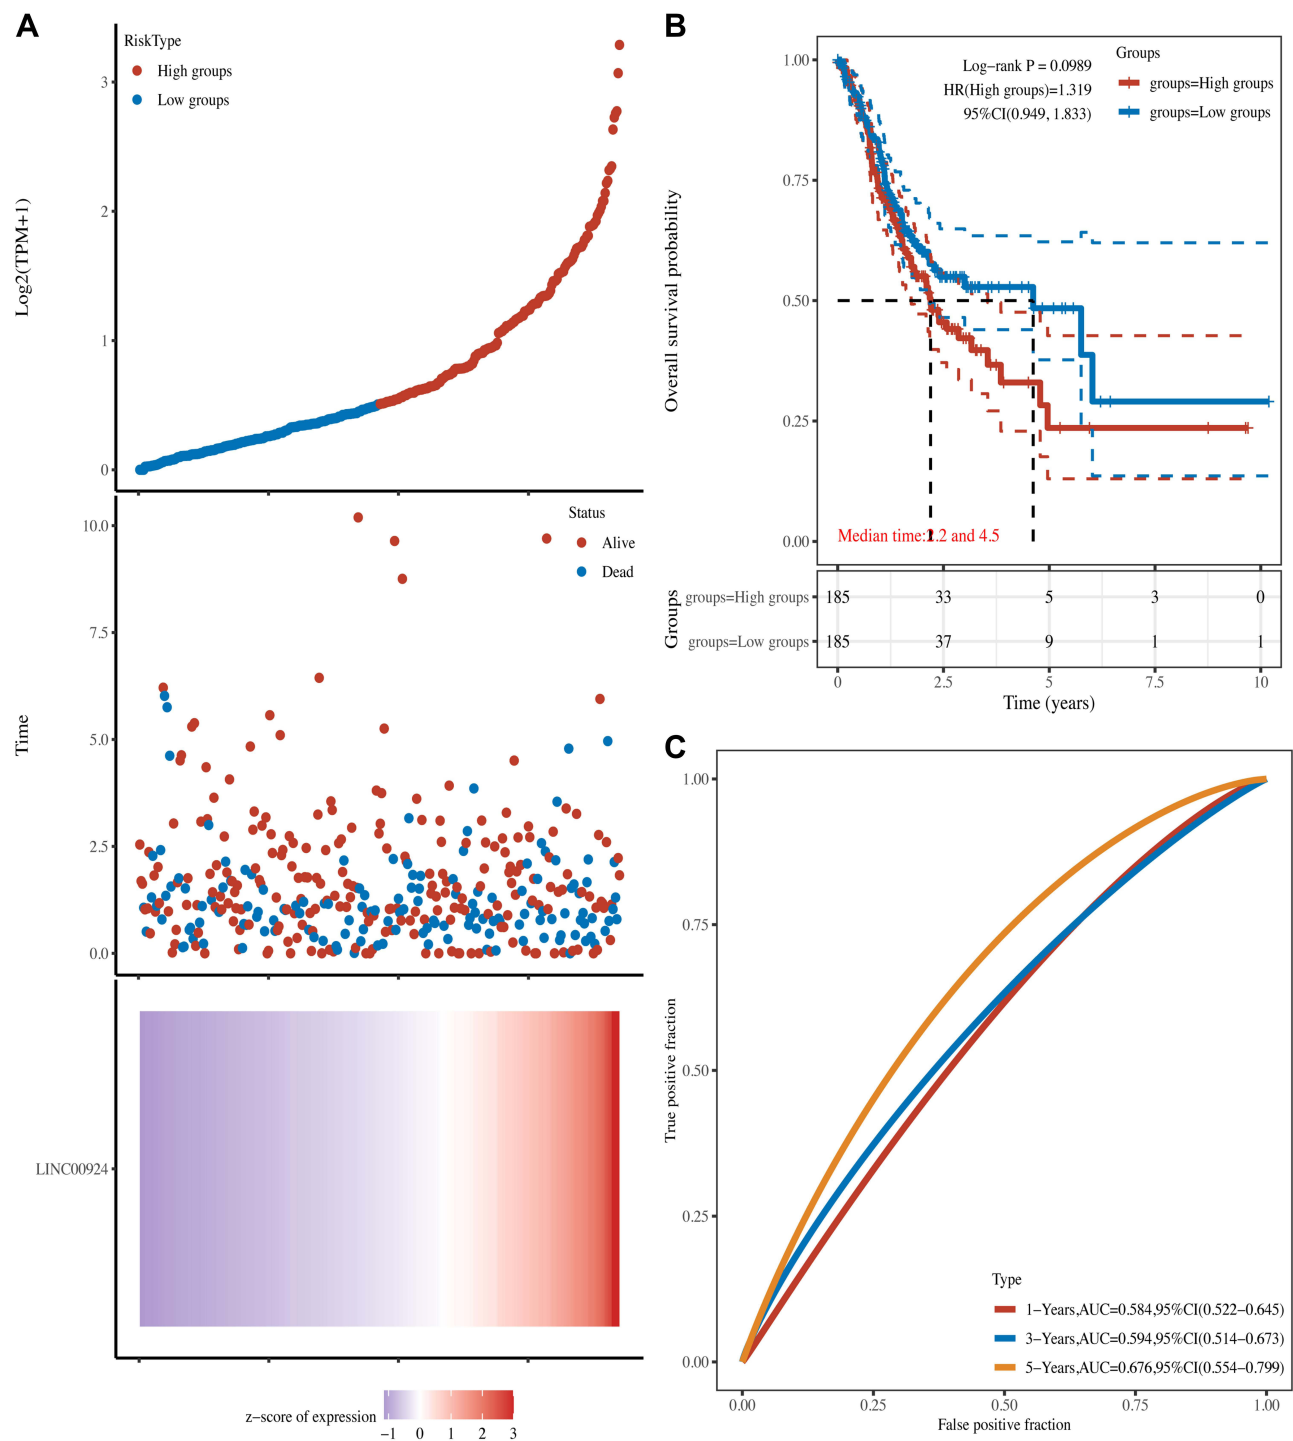 A
RiskType
High groups
Low groups
Log2(TPM+1)
3
2
1
0
Status
Alive
Dead
Time
10.0
7.5
5.0
2.5
0.0
LINC00924
z−score of expression
−1 0 1 2 3
B
Log−rank P = 0.0989
HR(High groups)=1.319
95%CI(0.949, 1.833)
Groups
groups=High groups
groups=Low groups
Overall survival probability
1.00
0.75
0.50
0.25
0.00
Median time:2.2 and 4.5
Groups
groups=High groups 185 33 5 3 0
groups=Low groups 185 37 9 1 1
0 2.5 5 7.5 10
Time (years)
C
True positive fraction
1.00
0.75
0.50
0.25
0.00
Type
1−Years,AUC=0.584,95%CI(0.522−0.645)
3−Years,AUC=0.594,95%CI(0.514−0.673)
5−Years,AUC=0.676,95%CI(0.554−0.799)
0.00 0.25 0.50 0.75 1.00
False positive fraction